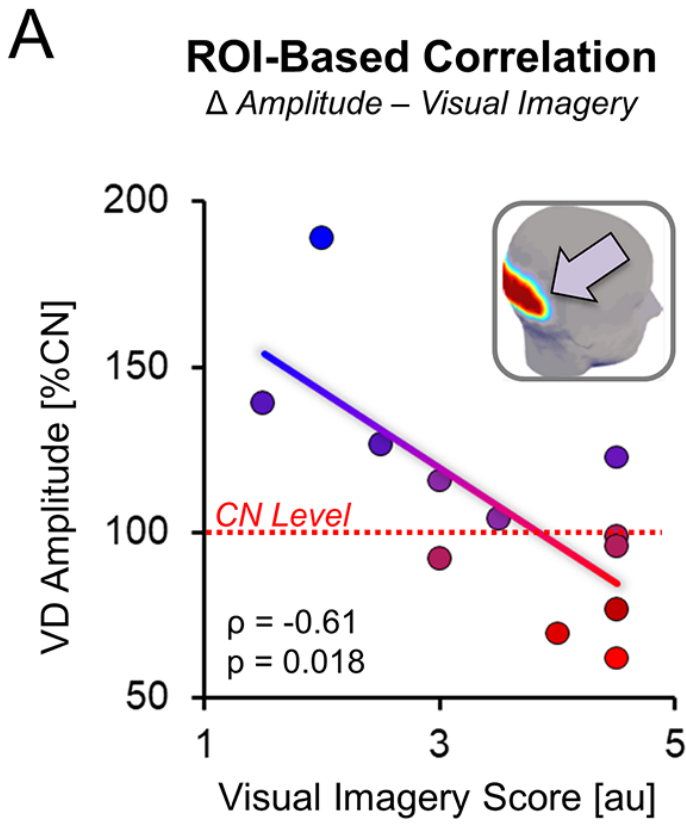 A
ROI-Based Correlation
Δ Amplitude – Visual Imagery
200
150
100
50
VD Amplitude [%CN]
CN Level
ρ = -0.61
p = 0.018
1 3 5
Visual Imagery Score [au]